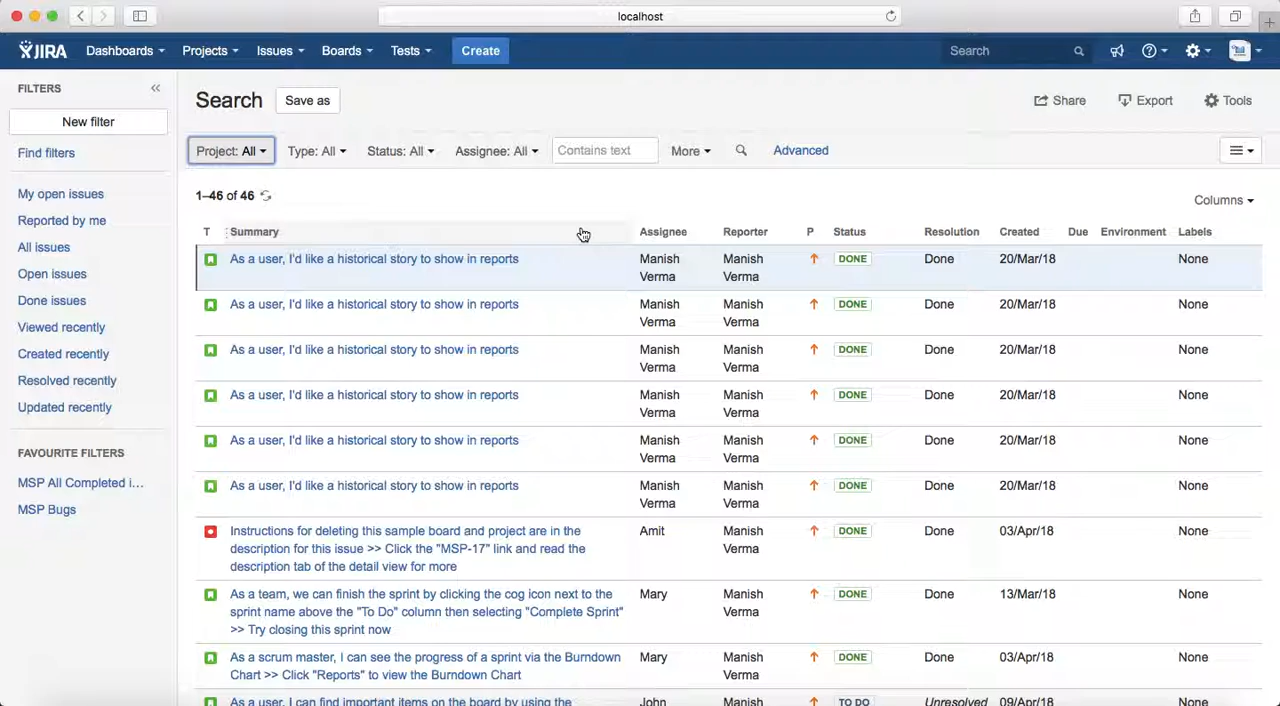 localhost
JIRA Dashboards Projects Issues Boards Tests Create Search
FILTERS
New filter
Find filters
My open issues
Reported by me
All issues
Open issues
Done issues
Viewed recently
Created recently
Resolved recently
Updated recently
FAVOURITE FILTERS
MSP All Completed i...
MSP Bugs
Search Save as Share Export Tools
Project: All Type: All Status: All Assignee: All Contains text More Advanced
1–46 of 46
Columns
T Summary Assignee Reporter P Status Resolution Created Due Environment Labels
As a user, I'd like a historical story to show in reports Manish Verma Manish Verma DONE Done 20/Mar/18 None
As a user, I'd like a historical story to show in reports Manish Verma Manish Verma DONE Done 20/Mar/18 None
As a user, I'd like a historical story to show in reports Manish Verma Manish Verma DONE Done 20/Mar/18 None
As a user, I'd like a historical story to show in reports Manish Verma Manish Verma DONE Done 20/Mar/18 None
As a user, I'd like a historical story to show in reports Manish Verma Manish Verma DONE Done 20/Mar/18 None
As a user, I'd like a historical story to show in reports Manish Verma Manish Verma DONE Done 20/Mar/18 None
Instructions for deleting this sample board and project are in the
description for this issue >> Click the "MSP-17" link and read the
description tab of the detail view for more
Amit Manish Verma DONE Done 03/Apr/18 None
As a team, we can finish the sprint by clicking the cog icon next to the
sprint name above the "To Do" column then selecting "Complete Sprint"
>> Try closing this sprint now
Mary Manish Verma DONE Done 13/Mar/18 None
As a scrum master, I can see the progress of a sprint via the Burndown
Chart >> Click "Reports" to view the Burndown Chart
Mary Manish Verma DONE Done 03/Apr/18 None
As a user, I can find important items on the board by using the John Manish TO DO Unresolved 09/Apr/18 None